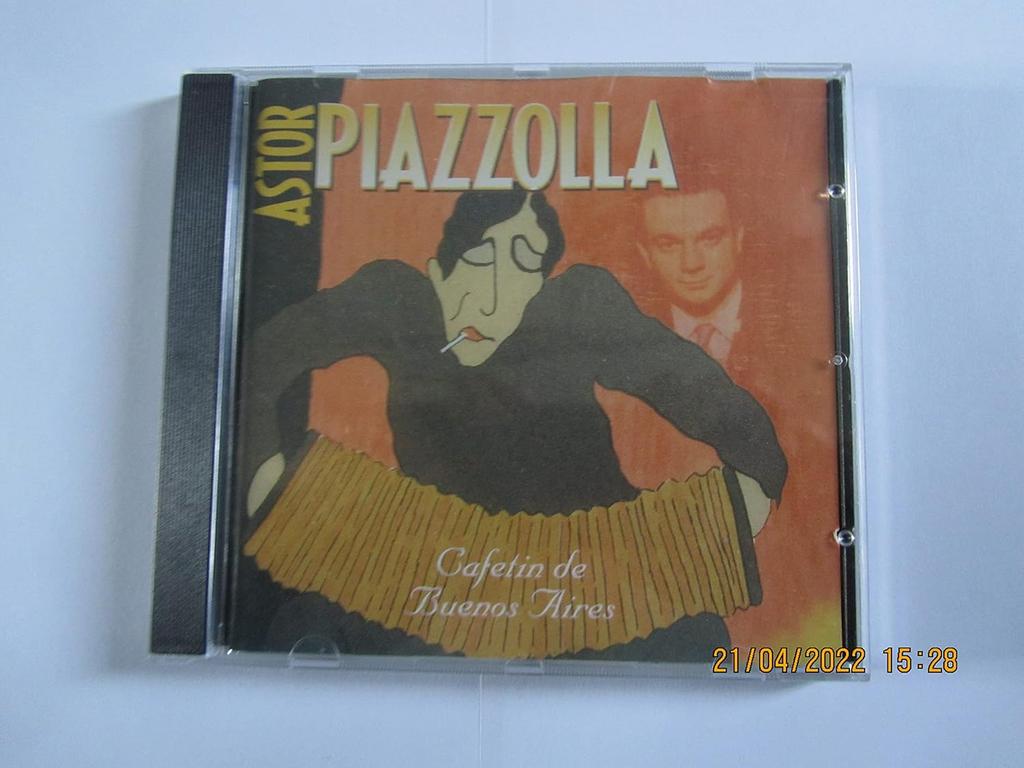 ASTOR
PIAZZOLLA
Cafetin de
Buenos Aires
21/04/2022 15:28